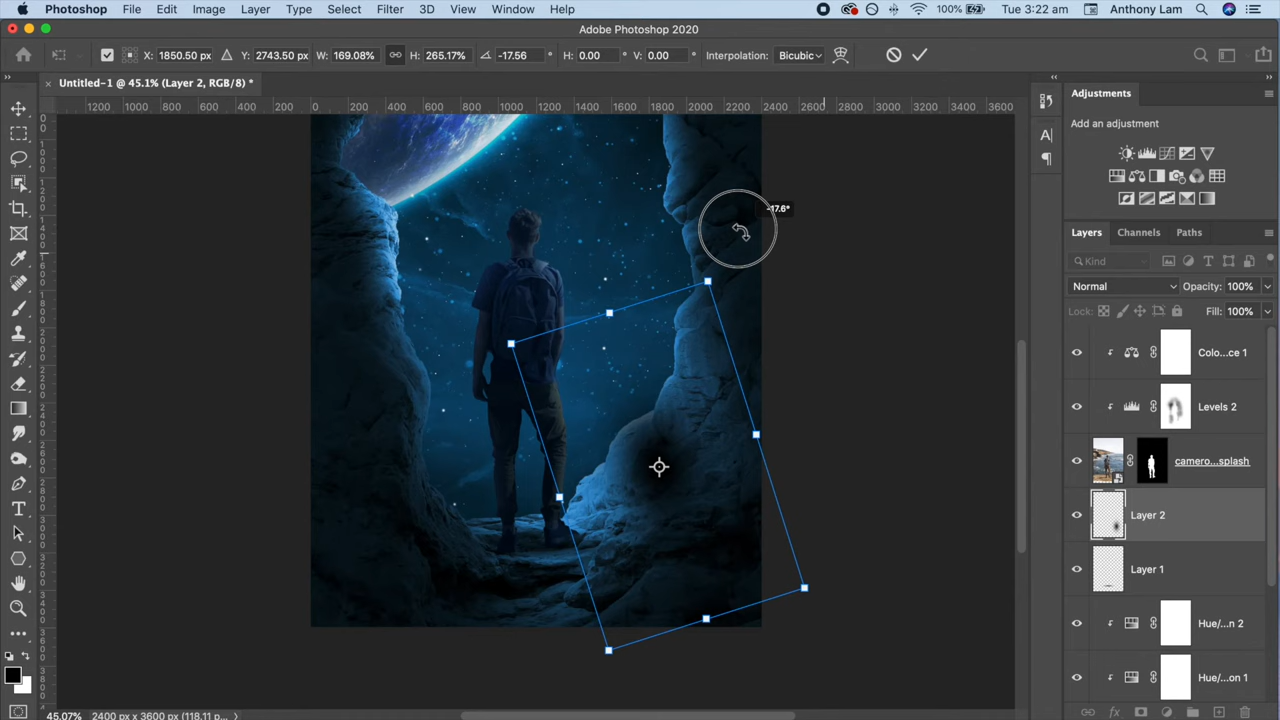 Photoshop File Edit Image Layer Type Select Filter 3D View Window Help 100% Tue 3:22 am Anthony Lam
Adobe Photoshop 2020
X: 1850.50 px Y: 2743.50 px W: 169.08% H: 265.17% -17.56 ° H: 0.00 ° V: 0.00 ° Interpolation: Bicubic
Untitled-1 @ 45.1% (Layer 2, RGB/8) *
1200 1000 800 600 400 200 0 200 400 600 800 1000 1200 1400 1600 1800 2000 2200 2400 2600 2800 3000 3200 3400 3600
-17.6°
Adjustments
Add an adjustment
Layers Channels Paths
Kind
Normal Opacity: 100%
Lock: Fill: 100%
Colo...ce 1
Levels 2
camero...splash
Layer 2
Layer 1
Hue/...n 2
Hue/...on 1
45.07% 2400 px x 3600 px (118.11 p...